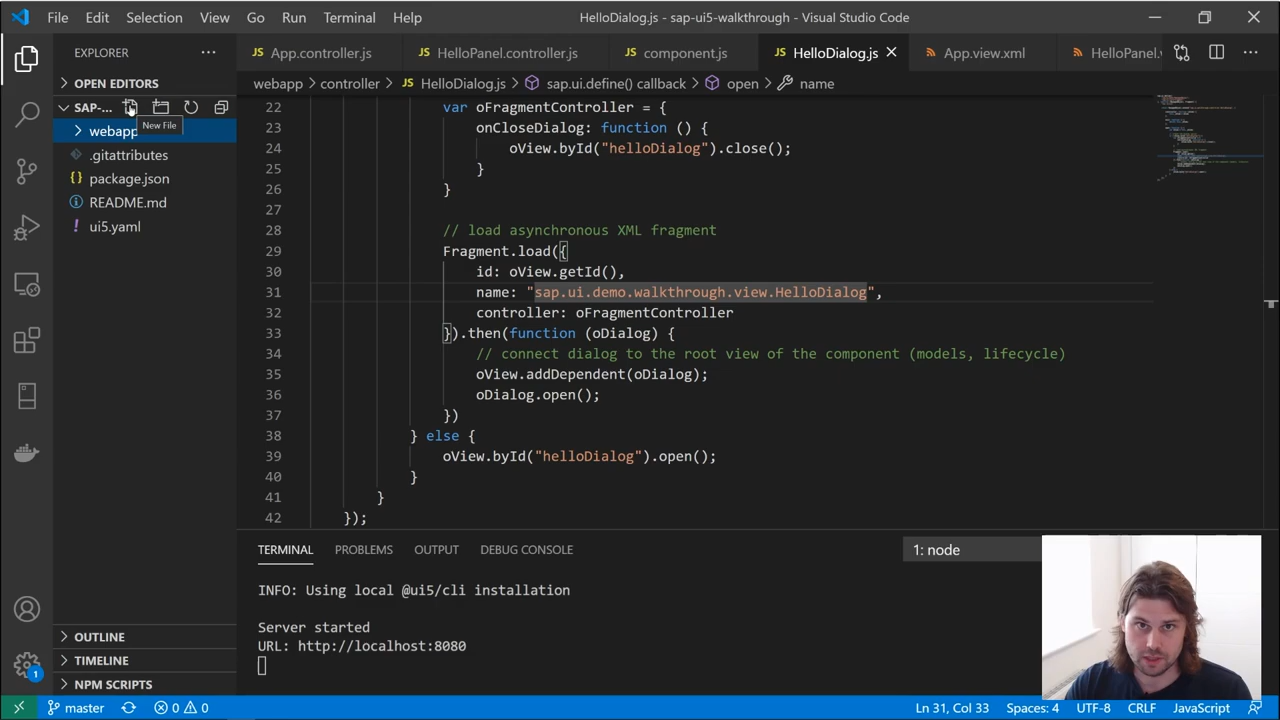 File Edit Selection View Go Run Terminal Help HelloDialog.js - sap-ui5-walkthrough - Visual Studio Code
EXPLORER
App.controller.js HelloPanel.controller.js component.js HelloDialog.js App.view.xml HelloPanel.v
OPEN EDITORS
webapp > controller > HelloDialog.js > sap.ui.define() callback > open > name
SAP-...
New File
webapp
.gitattributes
package.json
README.md
ui5.yaml
22 var oFragmentController = {
23 onCloseDialog: function () {
24 oView.byId("helloDialog").close();
25 }
26 }
27
28 // load asynchronous XML fragment
29 Fragment.load({
30 id: oView.getId(),
31 name: "sap.ui.demo.walkthrough.view.HelloDialog",
32 controller: oFragmentController
33 }).then(function (oDialog) {
34 // connect dialog to the root view of the component (models, lifecycle)
35 oView.addDependent(oDialog);
36 oDialog.open();
37 })
38 } else {
39 oView.byId("helloDialog").open();
40 }
41 }
42 });
TERMINAL PROBLEMS OUTPUT DEBUG CONSOLE 1: node
INFO: Using local @ui5/cli installation
Server started
URL: http://localhost:8080
OUTLINE
TIMELINE
NPM SCRIPTS
1
master 0 0 Ln 31, Col 33 Spaces: 4 UTF-8 CRLF JavaScript